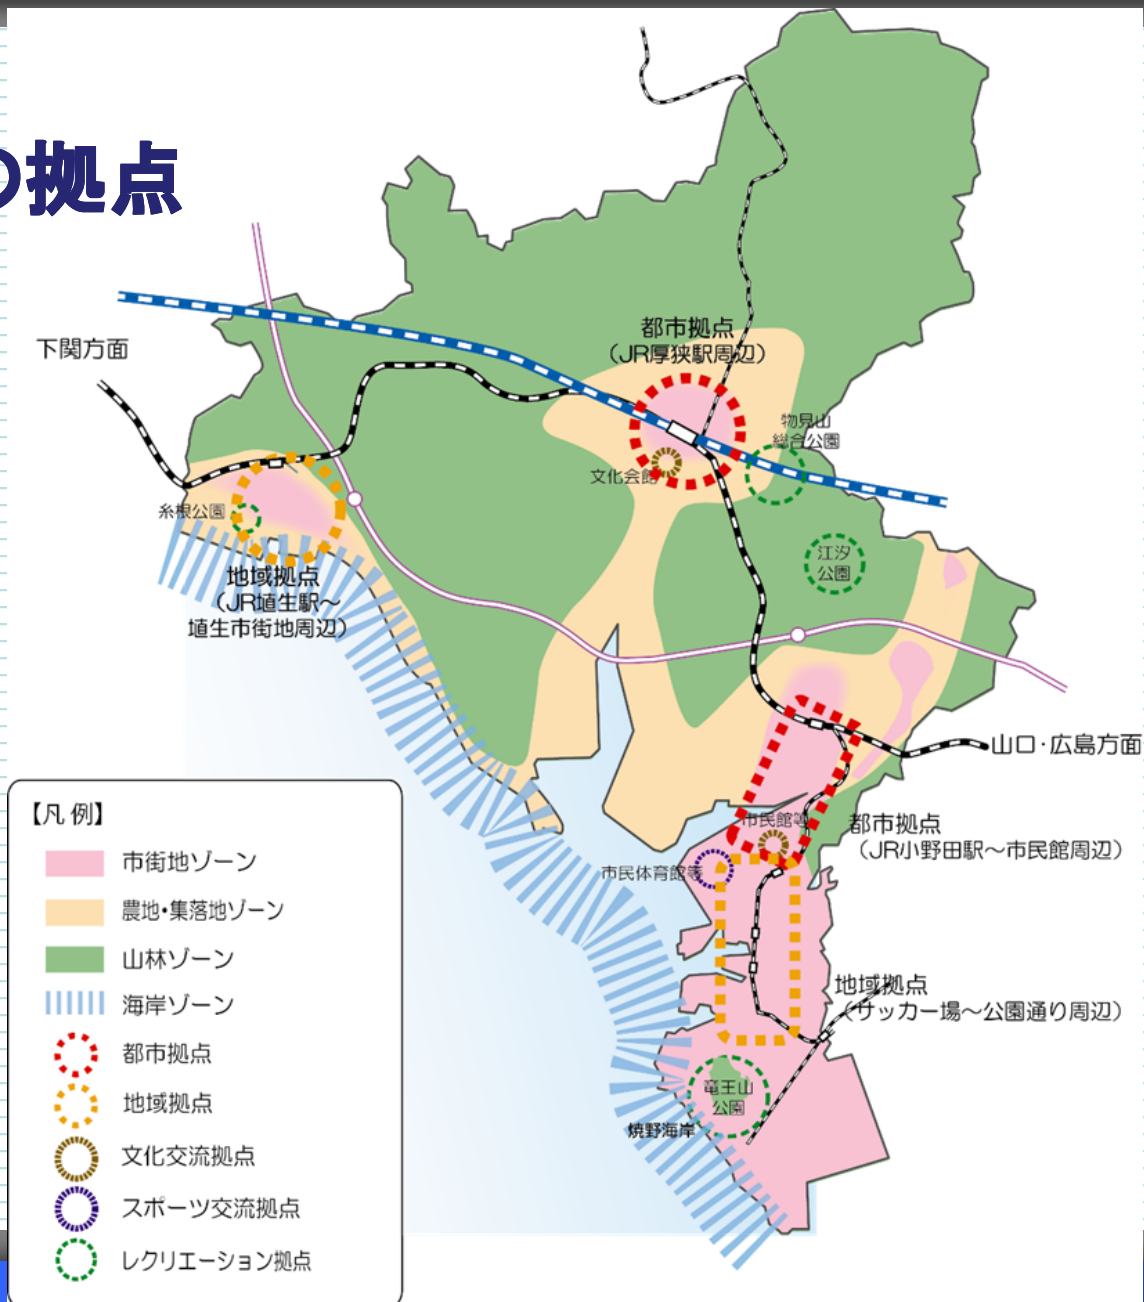 の拠点
都市拠点
（JR厚狭駅周辺）
下関方面
物見山
総合公園
文化会館
糸根公園
江汐
公園
地域拠点
（JR埴生駅～
埴生市街地周辺）
山口・広島方面
市民館等
都市拠点
（JR小野田駅～市民館周辺）
市民体育館等
地域拠点
（サッカー場～公園通り周辺）
竜王山
公園
焼野海岸
【凡 例】
市街地ゾーン
農地・集落地ゾーン
山林ゾーン
海岸ゾーン
都市拠点
地域拠点
文化交流拠点
スポーツ交流拠点
レクリエーション拠点